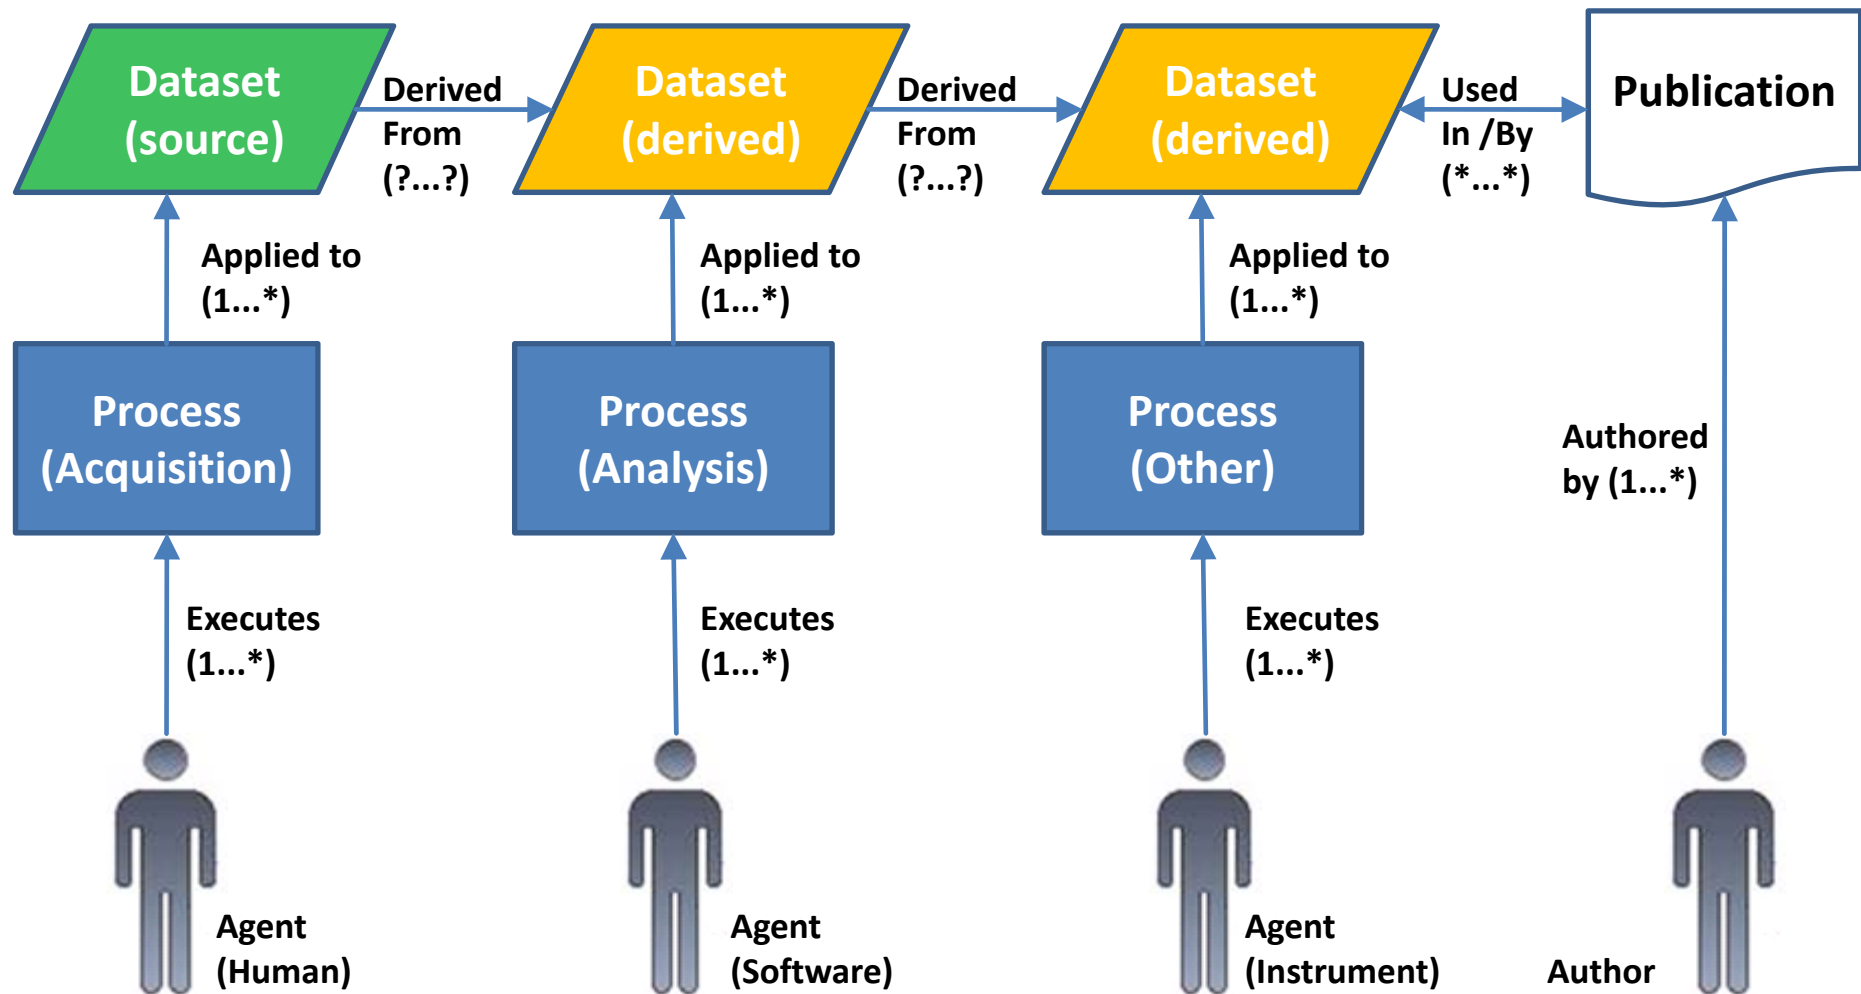 Dataset
(source)
Derived
From
(?...?)
Dataset
(derived)
Derived
From
(?...?)
Dataset
(derived)
Used
In /By
(*...*)
Publication
Applied to
(1...*)
Applied to
(1...*)
Applied to
(1...*)
Process
(Acquisition)
Process
(Analysis)
Process
(Other)
Authored
by (1...*)
Executes
(1...*)
Executes
(1...*)
Executes
(1...*)
Agent
(Human)
Agent
(Software)
Agent
(Instrument)
Author